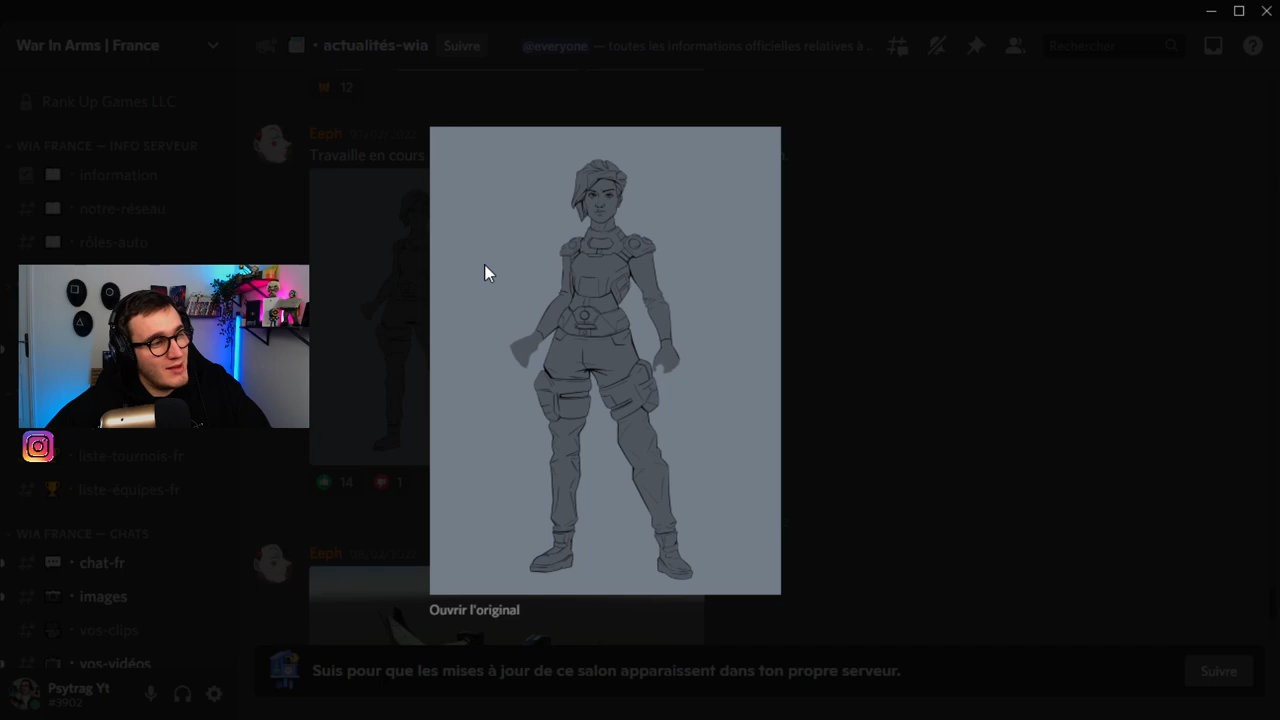 War In Arms | France
· actualités-wia
Suivre
@everyone — toutes les informations officielles relatives à ...
Rechercher
Rank Up Games LLC
12
WIA FRANCE — INFO SERVEUR
Eeph
Travaille en cours
· information
· notre-réseau
· rôles-auto
· liste-tournois-fr
14
1
· liste-équipes-fr
WIA FRANCE — CHATS
Eeph
· chat-fr
· images
Ouvrir l'original
· vos-clips
· vos-vidéos
Suis pour que les mises à jour de ce salon apparaissent dans ton propre serveur.
Suivre
Psytrag Yt
#3902